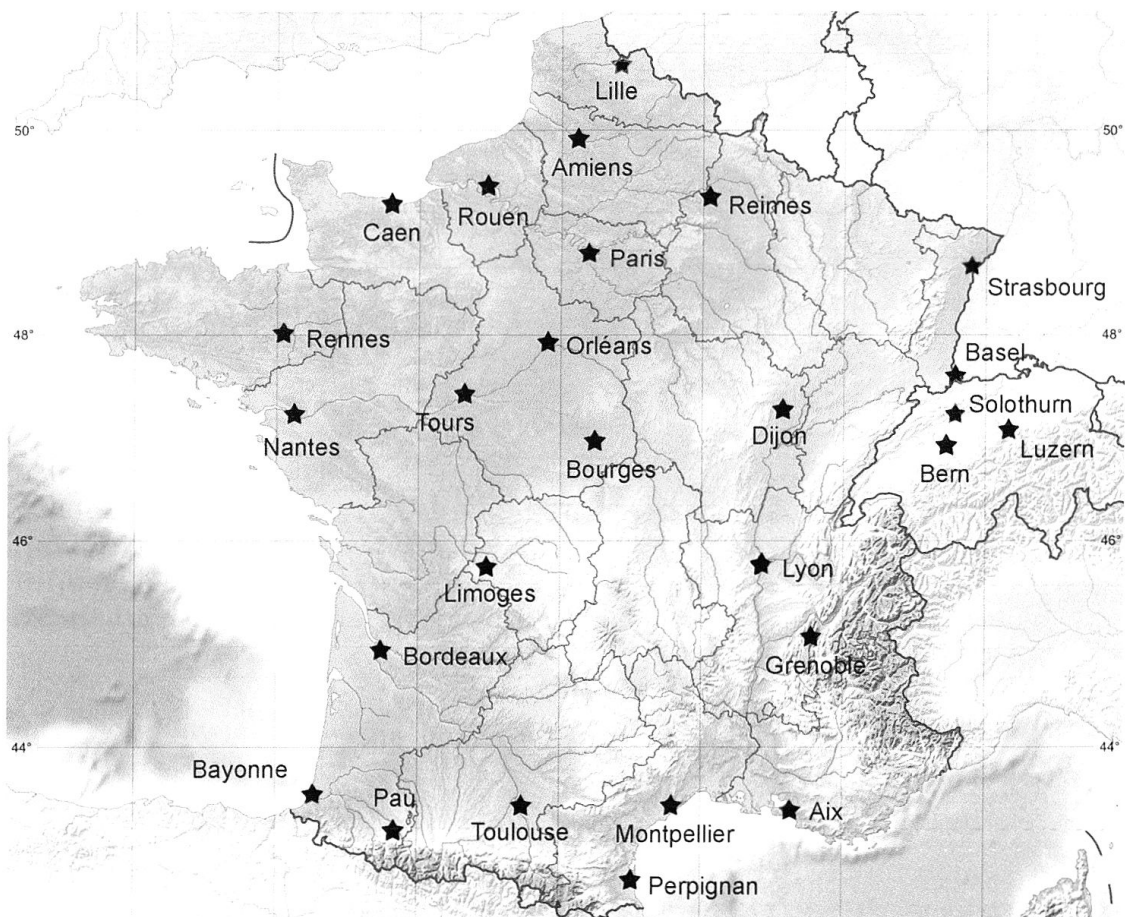 Lille
50°
50°
Amiens
Rouen
Reimes
Caen
Paris
Strasbourg
48°
Rennes
Orléans
48°
Basel
Solothurn
Tours
Nantes
Dijon
Luzern
Bourges
Bern
46°
46°
Lyon
Limoges
Bordeaux
Grenoble
44°
44°
Bayonne
Pau
Toulouse
Montpellier
Aix
Perpignan